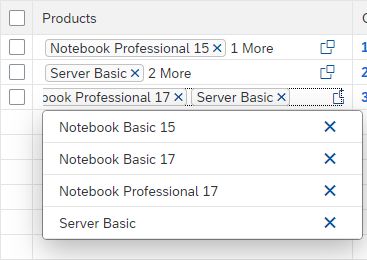 Products
Notebook Professional 15 1 More
Server Basic 2 More
book Professional 17 Server Basic
Notebook Basic 15
Notebook Basic 17
Notebook Professional 17
Server Basic